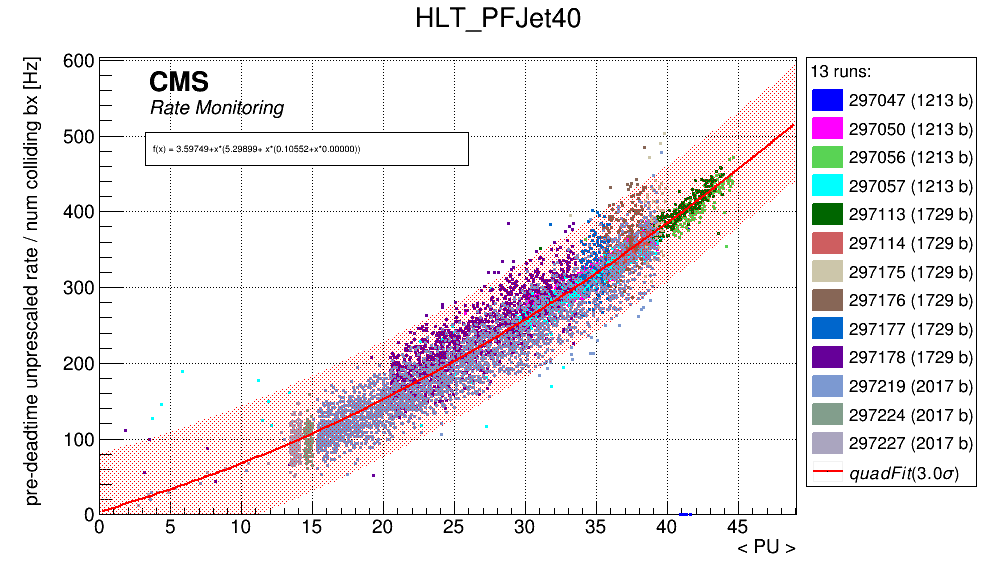 HLT_PFJet40
pre-deadtime unprescaled rate / num colliding bx [Hz]
600
500
400
300
200
100
0
CMS
Rate Monitoring
f(x) = 3.59749+x*(5.29899+ x*(0.10552+x*0.00000))
0 5 10 15 20 25 30 35 40 45
< PU >
13 runs:
297047 (1213 b)
297050 (1213 b)
297056 (1213 b)
297057 (1213 b)
297113 (1729 b)
297114 (1729 b)
297175 (1729 b)
297176 (1729 b)
297177 (1729 b)
297178 (1729 b)
297219 (2017 b)
297224 (2017 b)
297227 (2017 b)
quadFit(3.0σ)